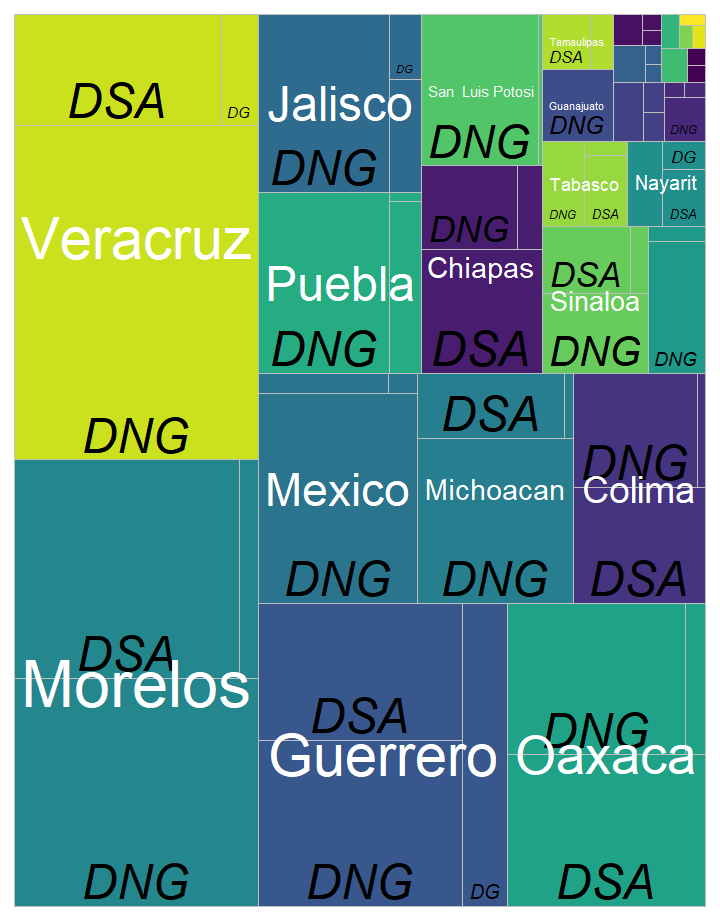 DSA
DG
Veracruz
DNG
DSA
Morelos
DNG
DG
Jalisco
DNG
Puebla
DNG
San Luis Potosi
DNG
DNG
Chiapas
DSA
Tamaulipas
DSA
Guanajuato
DNG
DNG
Tabasco
DNG
DSA
DG
Nayarit
DSA
DSA
Sinaloa
DNG
DNG
Mexico
DNG
DSA
Michoacan
DNG
DNG
Colima
DSA
DSA
Guerrero
DNG
DG
DNG
Oaxaca
DSA